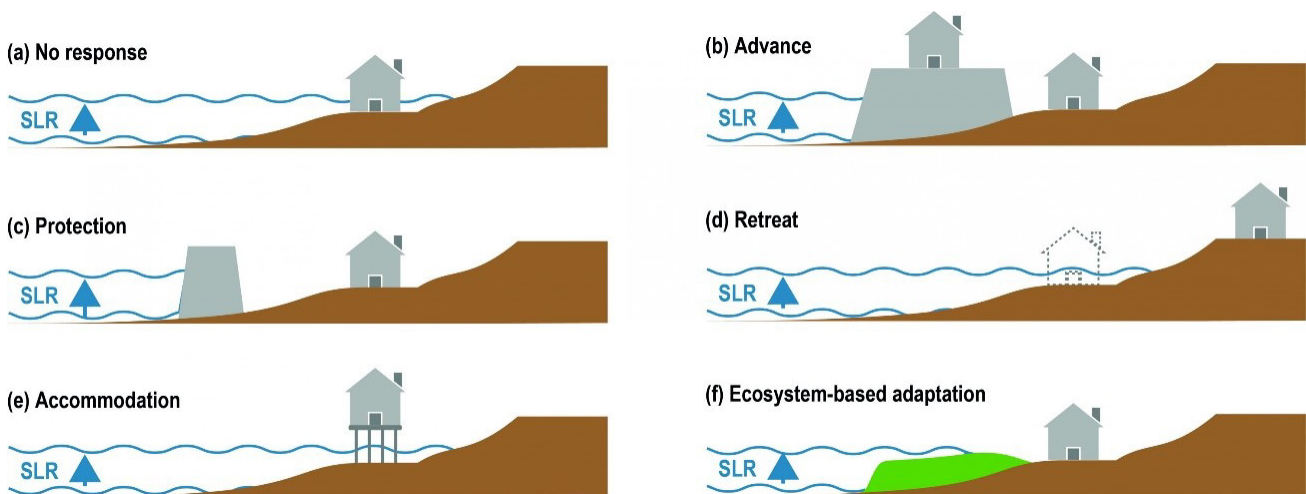 (a) No response
SLR
(b) Advance
SLR
(c) Protection
SLR
(d) Retreat
SLR
(e) Accommodation
SLR
(f) Ecosystem-based adaptation
SLR